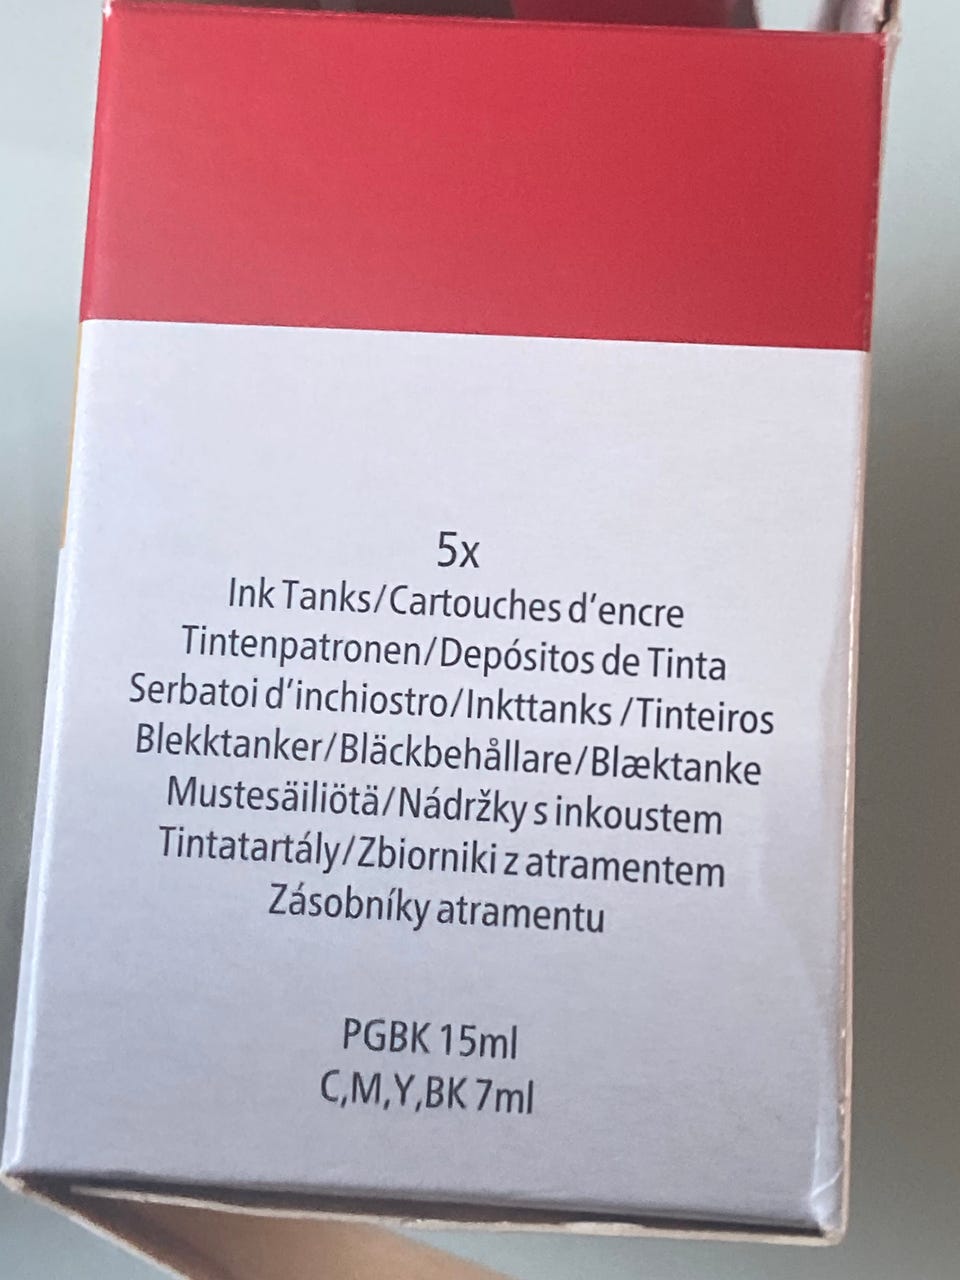 5x
Ink Tanks/Cartouches d'encre
Tintenpatronen/Depósitos de Tinta
Serbatoi d'inchiostro/Inkttanks /Tinteiros
Blekktanker/Bläckbehållare/Blæktanke
Mustesäiliötä/Nádržky s inkoustem
Tintatartály/Zbiorniki z atramentem
Zásobníky atramentu
PGBK 15ml
C,M,Y,BK 7ml